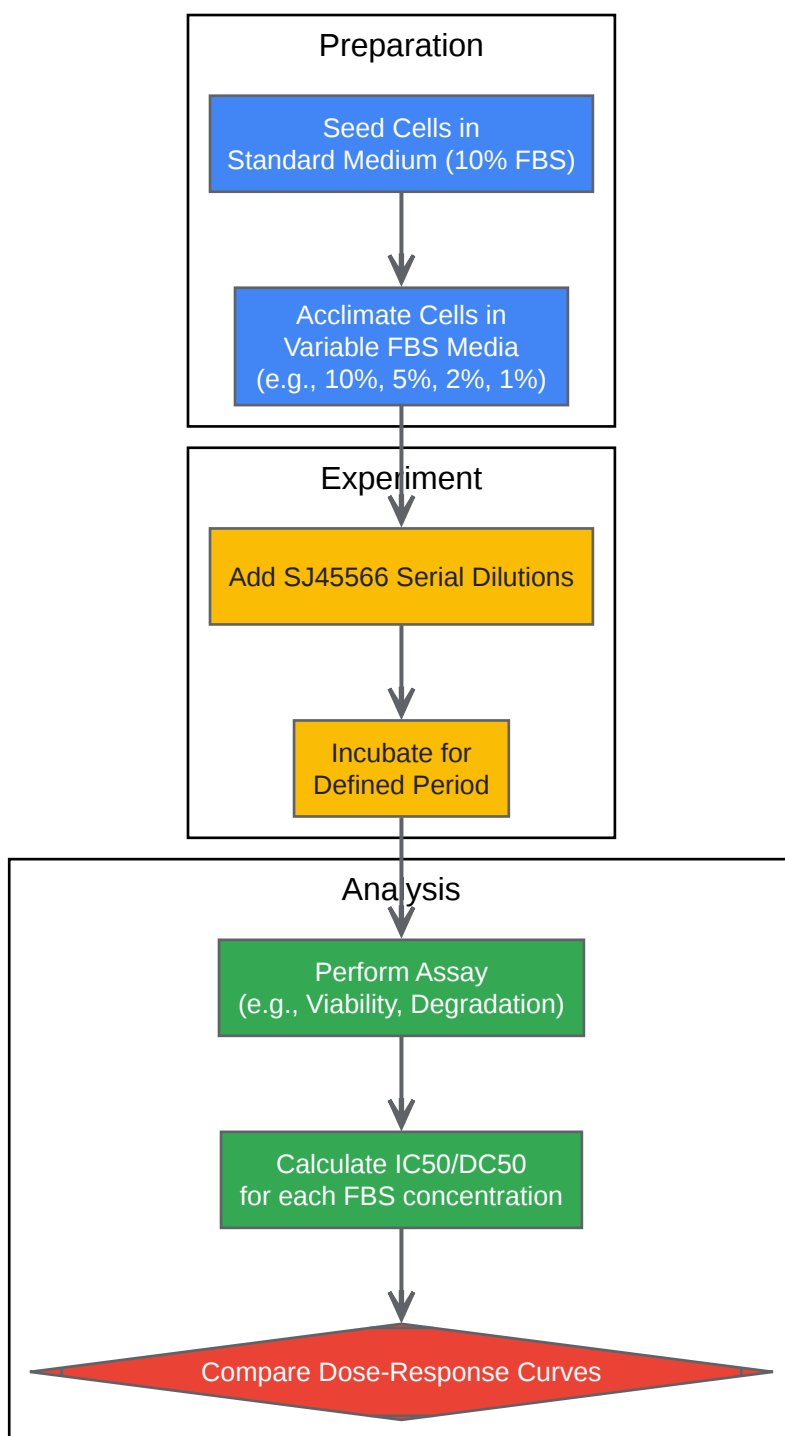 Preparation
Seed Cells in
Standard Medium (10% FBS)
Acclimate Cells in
Variable FBS Media
(e.g., 10%, 5%, 2%, 1%)
Experiment
Add SJ45566 Serial Dilutions
Incubate for
Defined Period
Analysis
Perform Assay
(e.g., Viability, Degradation)
Calculate IC50/DC50
for each FBS concentration
Compare Dose-Response Curves